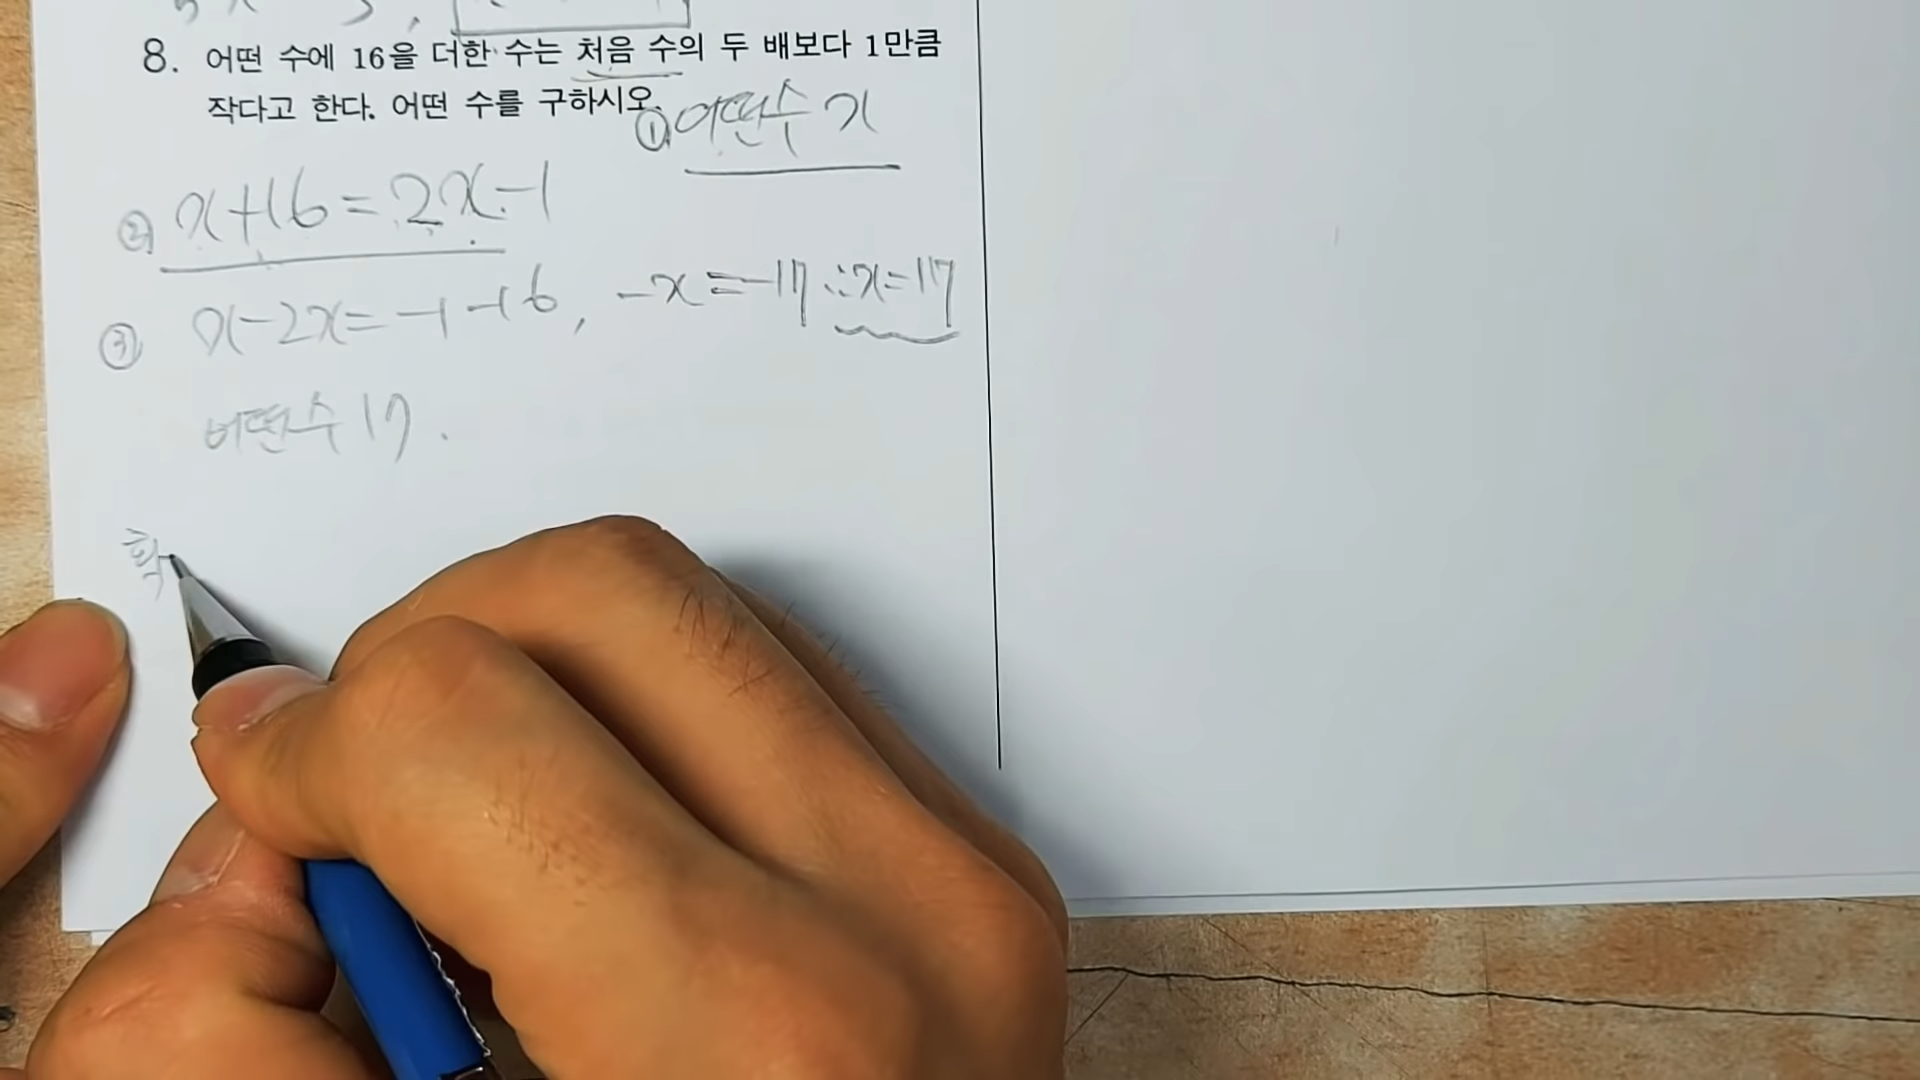 8. 어떤 수에 16을 더한 수는 처음 수의 두 배보다 1만큼
작다고 한다. 어떤 수를 구하시오.
① 어떤수 x
② x+16=2x-1
③ x-2x=-1-16, -x=-17 ∴x=17
어떤수 17.
확